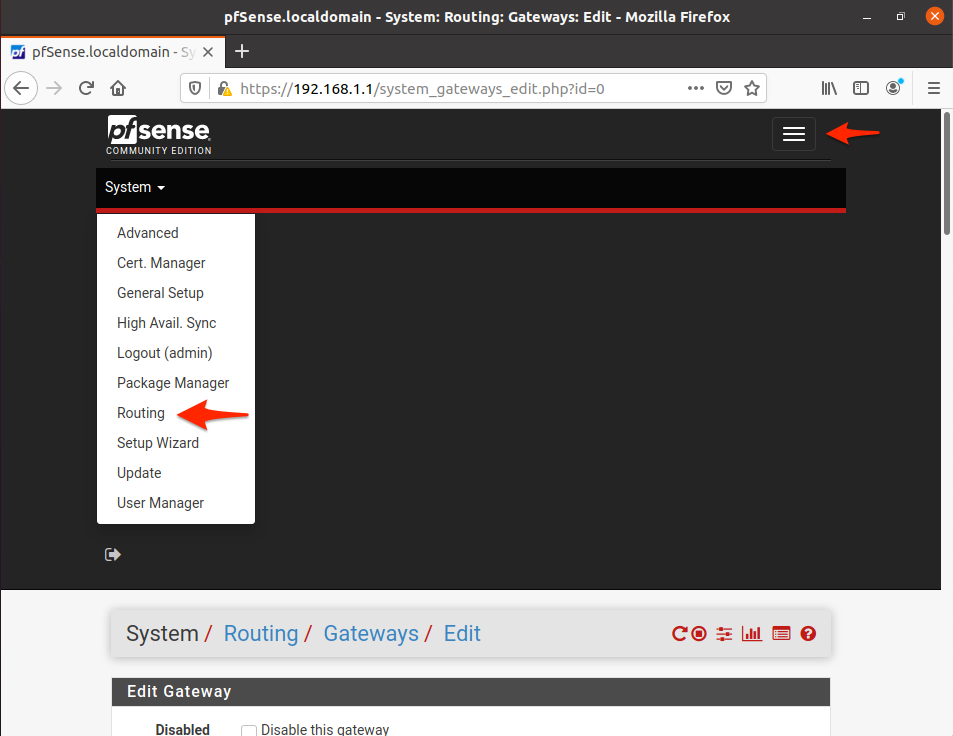 pfSense.localdomain - System: Routing: Gateways: Edit - Mozilla Firefox
pf pfSense.localdomain - Sy
https://192.168.1.1/system_gateways_edit.php?id=0
pfsense
COMMUNITY EDITION
System
Advanced
Cert. Manager
General Setup
High Avail. Sync
Logout (admin)
Package Manager
Routing
Setup Wizard
Update
User Manager
System / Routing / Gateways / Edit
Edit Gateway
Disabled Disable this gateway